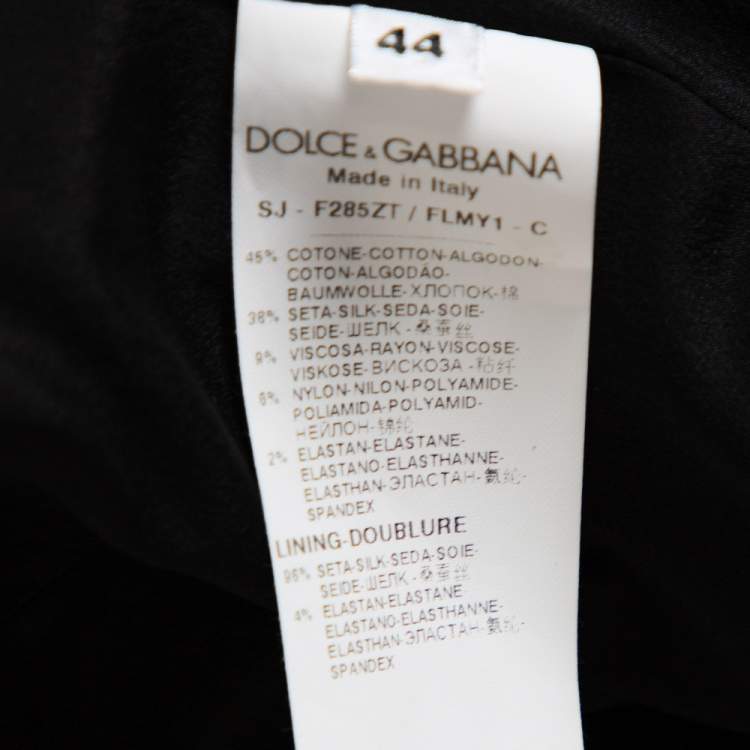 44
DOLCE & GABBANA
Made in Italy
SJ - F285ZT / FLMY1 - C
45% COTONE-COTTON-ALGODON-
COTON-ALGODÃO-
BAUMWOLLE-ХЛОПОК-棉
38% SETA-SILK-SEDA-SOIE-
SEIDE-ШЕЛК-桑蚕丝
9% VISCOSA-RAYON-VISCOSE-
VISKOSE-ВИСКОЗА-粘纤
6% NYLON-NILON-POLYAMIDE-
POLIAMIDA-POLYAMID-
НЕЙЛОН-锦纶
2% ELASTAN-ELASTANE-
ELASTANO-ELASTHANNE-
ELASTHAN-ЭЛАСТАН-氨纶-
SPANDEX
LINING-DOUBLURE
96% SETA-SILK-SEDA-SOIE-
SEIDE-ШЕЛК-桑蚕丝
4% ELASTAN-ELASTANE
ELASTANO-ELASTHANNE-
ELASTHAN-ЭЛАСТАН-氨纶-
SPANDEX